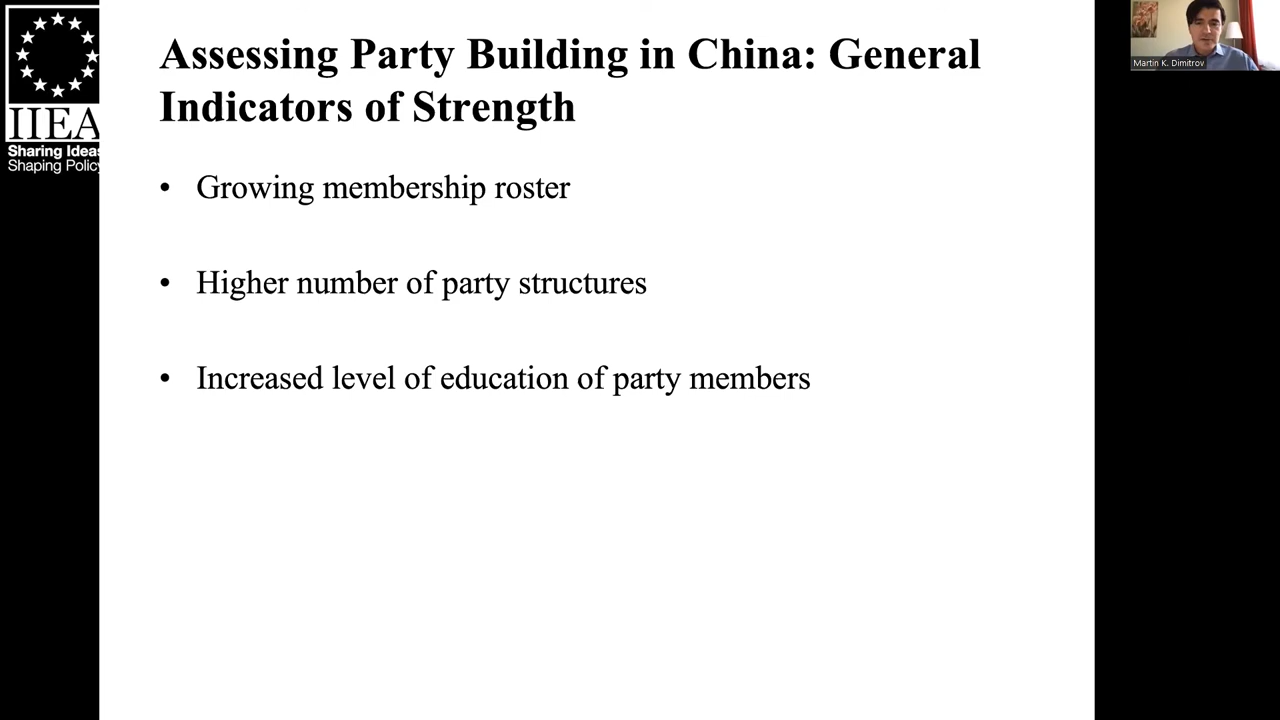 IIEA
Sharing Ideas
Shaping Policy
Assessing Party Building in China: General
Indicators of Strength
• Growing membership roster
• Higher number of party structures
• Increased level of education of party members
Martin K. Dimitrov